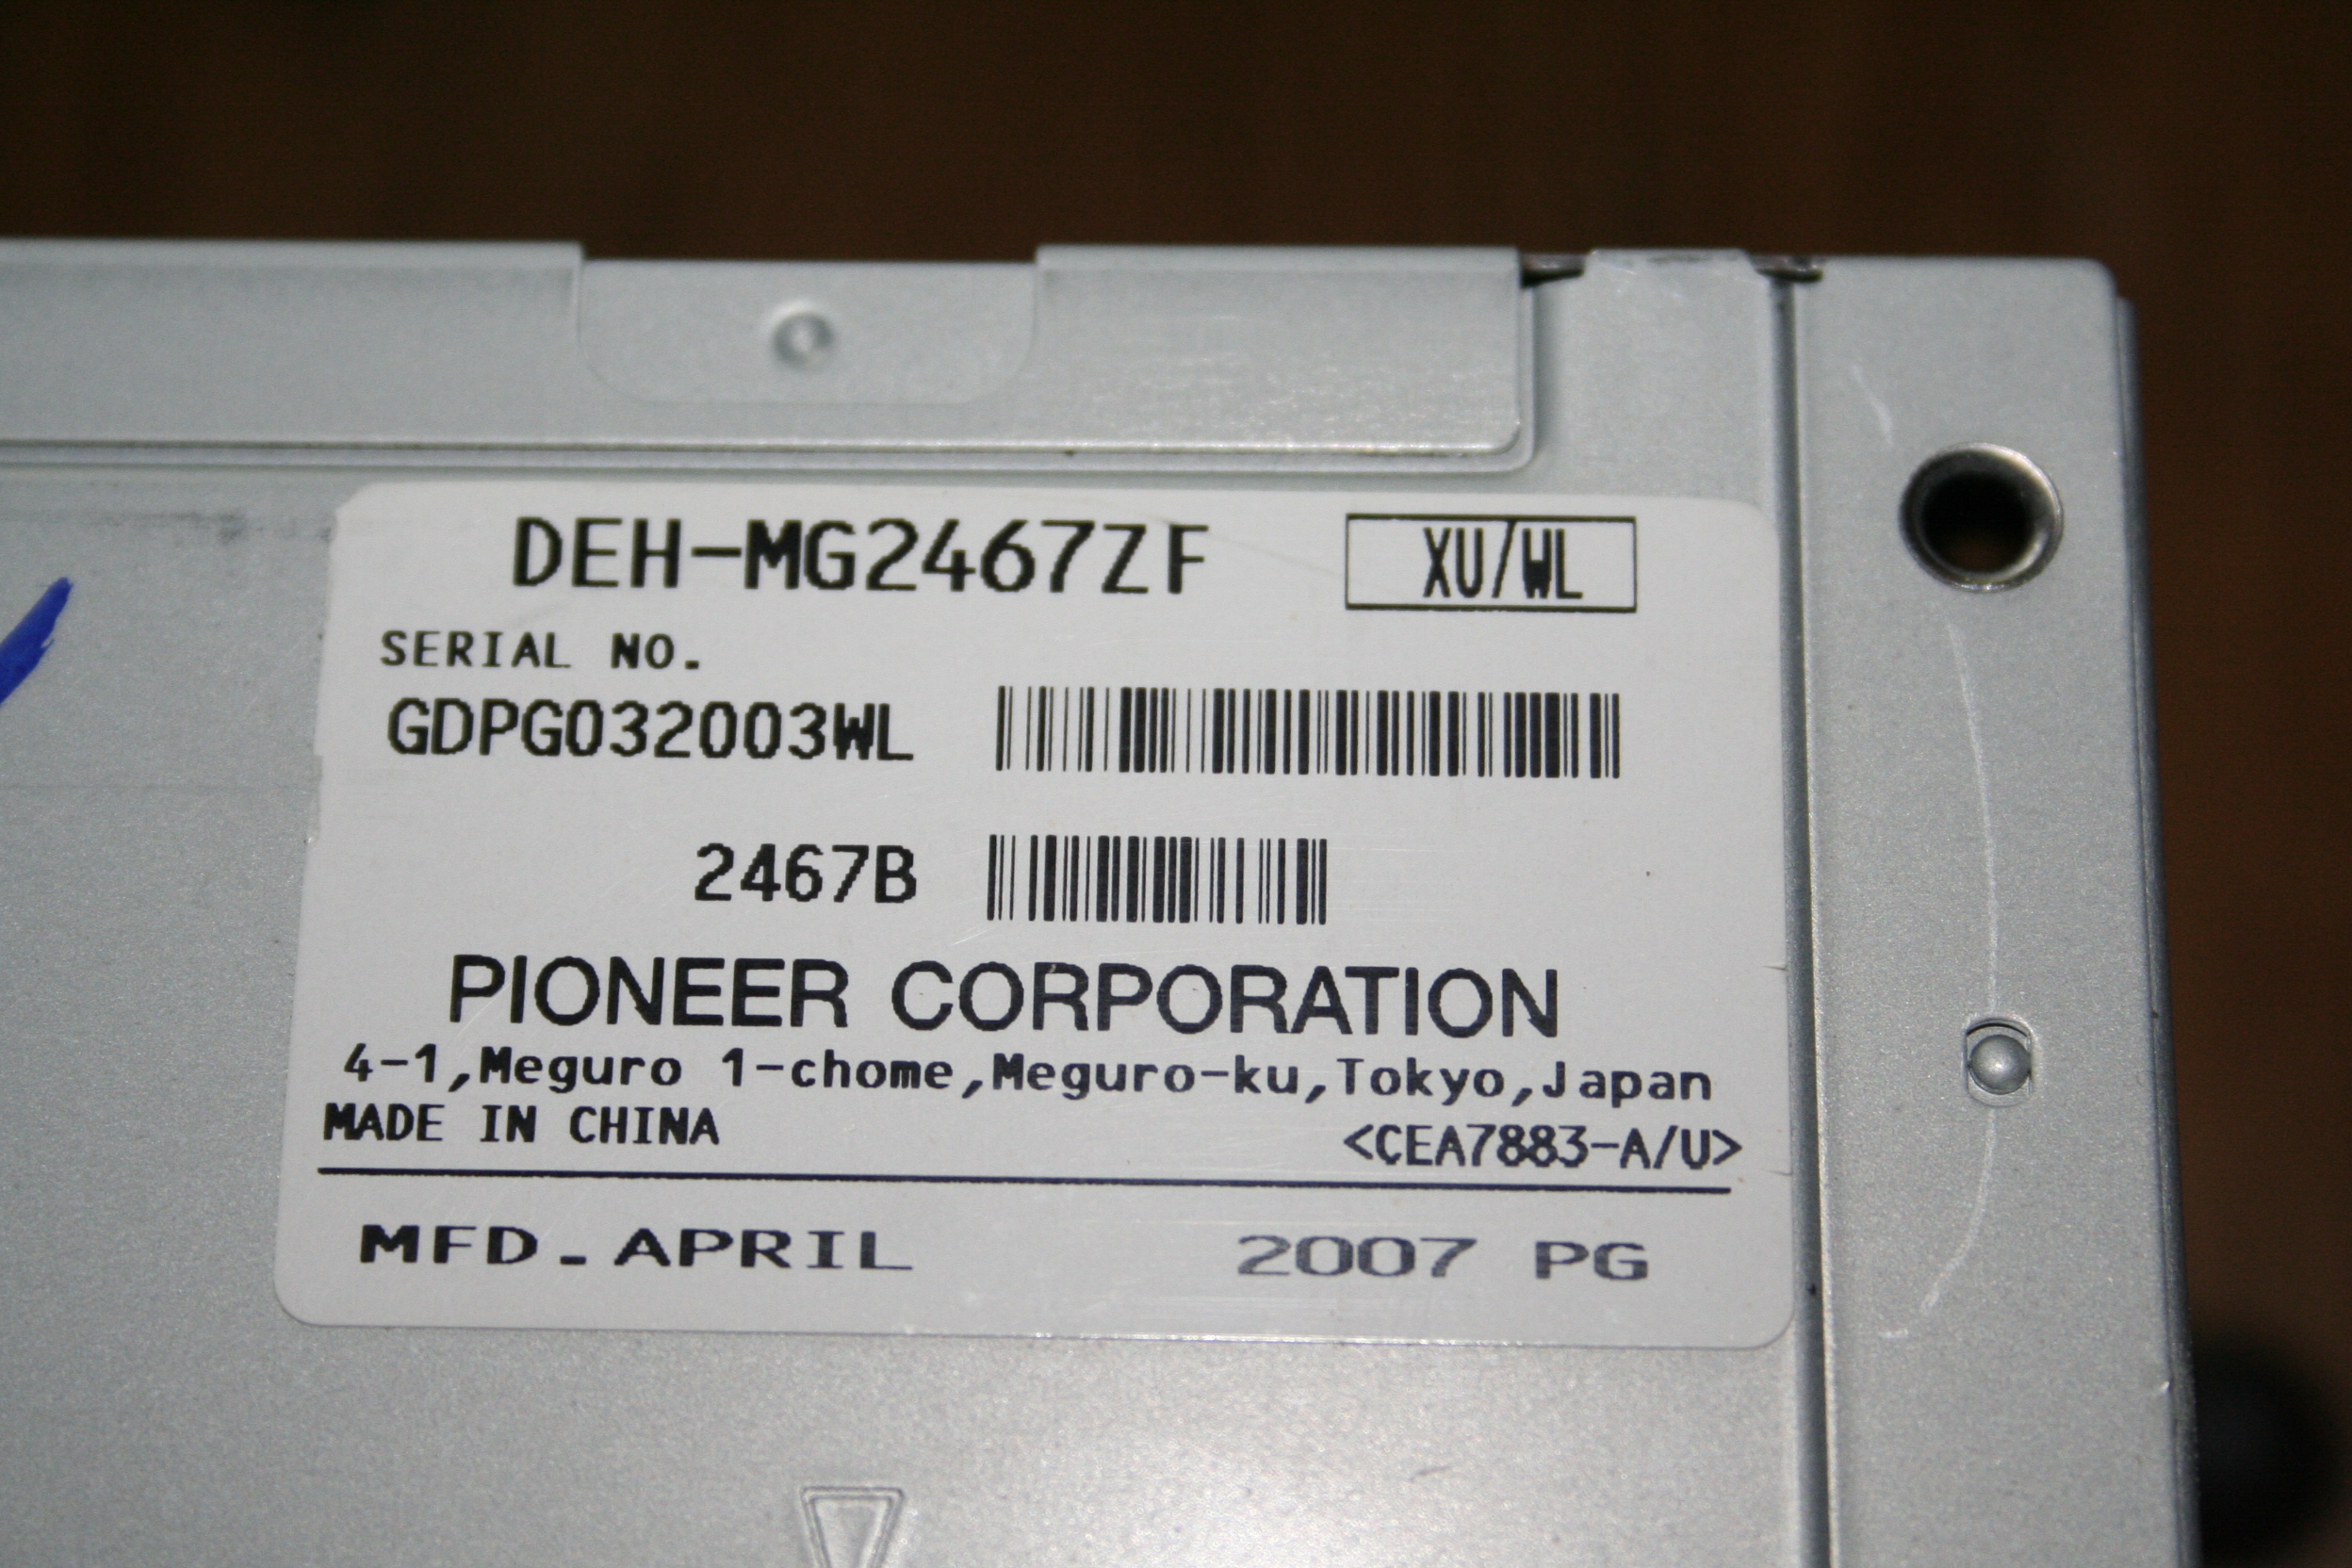 DEH-MG2467ZF XU/WL
SERIAL NO.
GDPG032003WL
2467B
PIONEER CORPORATION
4-1,Meguro 1-chome,Meguro-ku,Tokyo,Japan
MADE IN CHINA <CEA7883-A/U>
MFD.APRIL 2007 PG